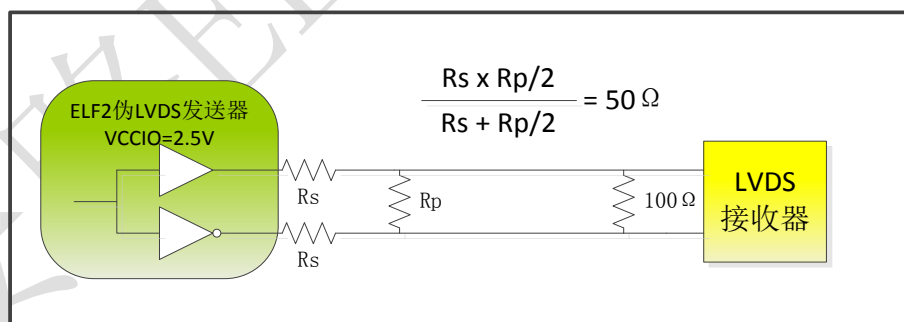 ELF2伪LVDS发送器
VCCIO=2.5V
Rs x Rp/2
Rs + Rp/2
= 50 Ω
Rs
Rp
100Ω
Rs
LVDS
接收器